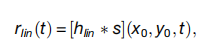 r_lin(t)=[h_lin * s](x_0, y_0, t),